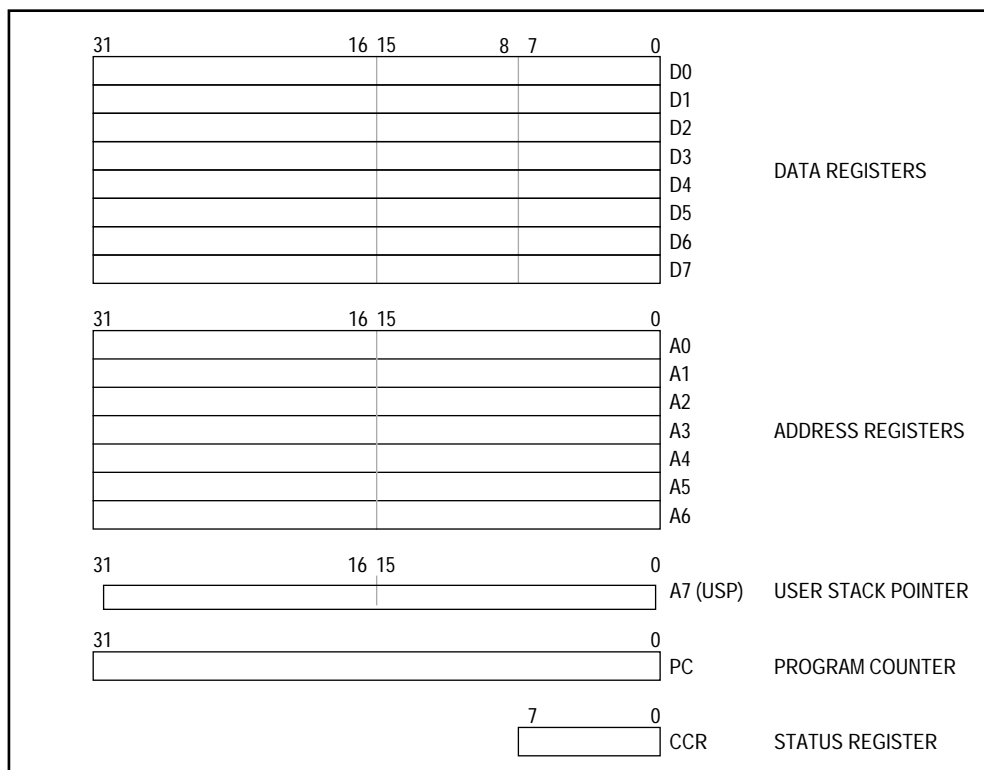 31 16 15 8 7 0
D0
D1
D2
D3 DATA REGISTERS
D4
D5
D6
D7
31 16 15 0
A0
A1
A2
A3 ADDRESS REGISTERS
A4
A5
A6
31 16 15 0
A7 (USP) USER STACK POINTER
31 0
PC PROGRAM COUNTER
7 0
CCR STATUS REGISTER